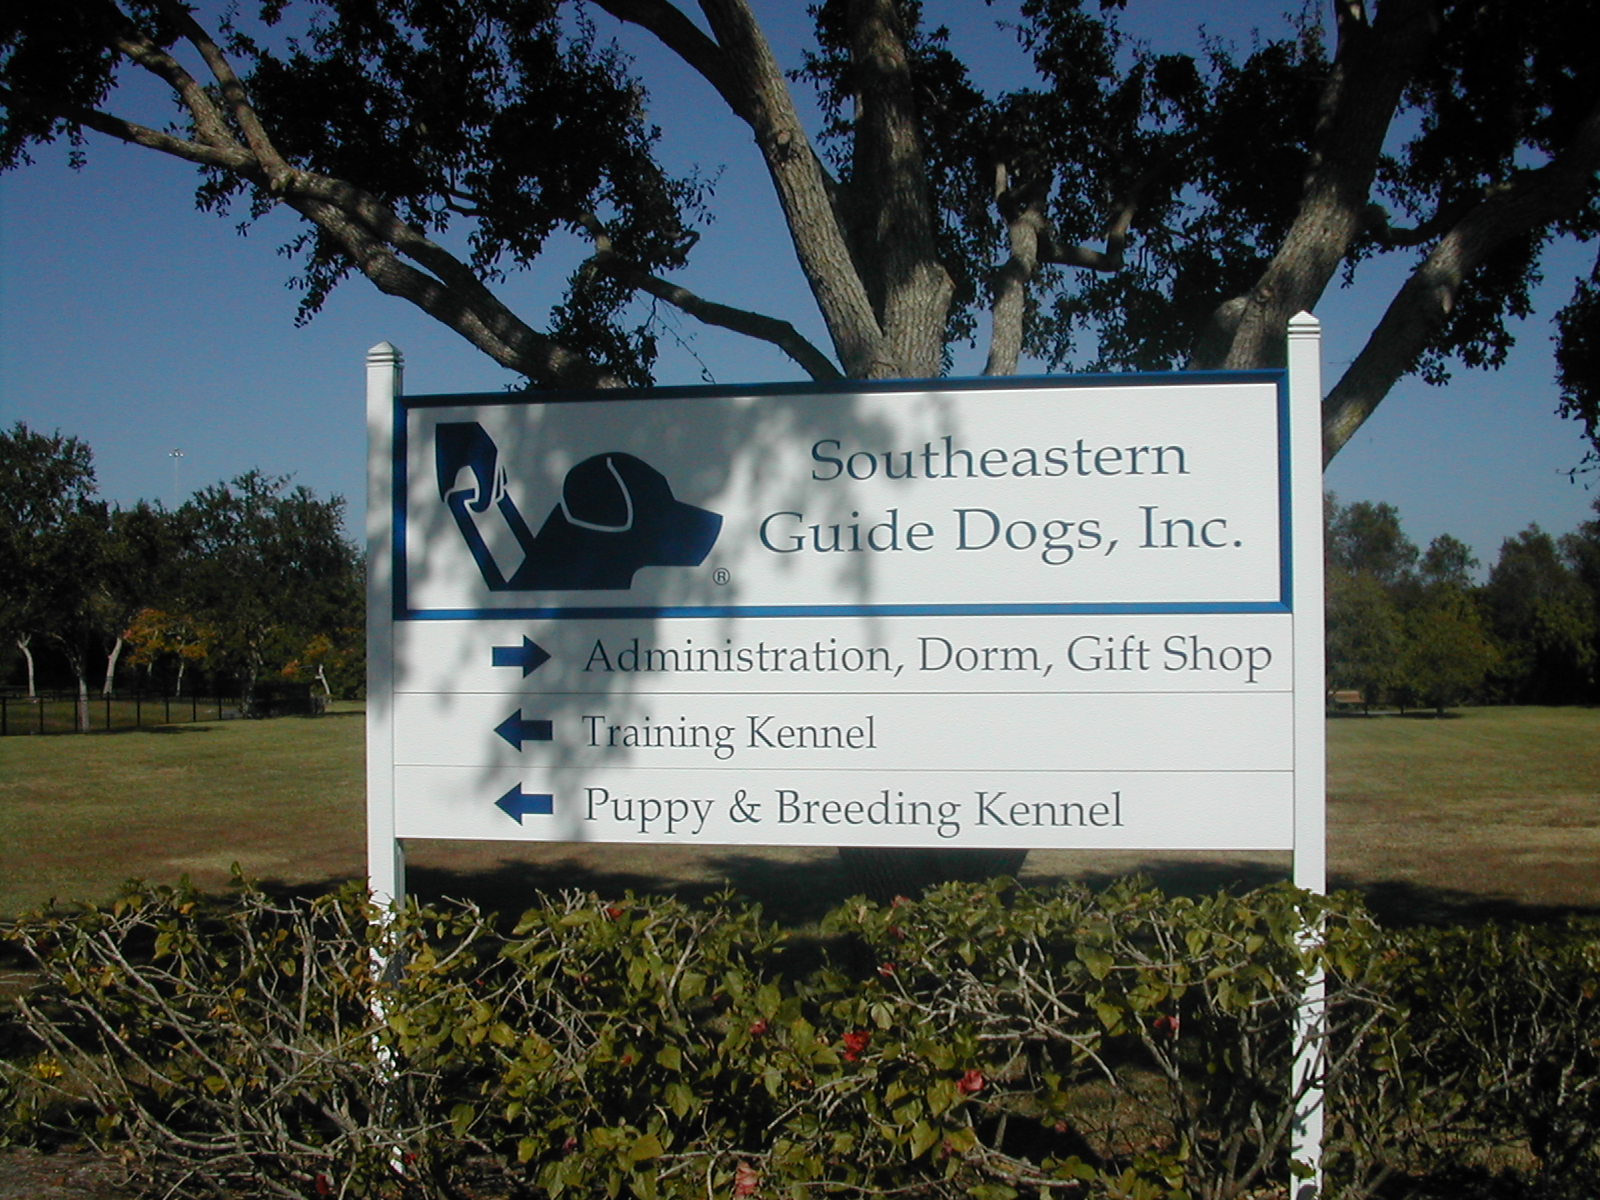 Southeastern
Guide Dogs, Inc.
®
Administration, Dorm, Gift Shop
Training Kennel
Puppy & Breeding Kennel